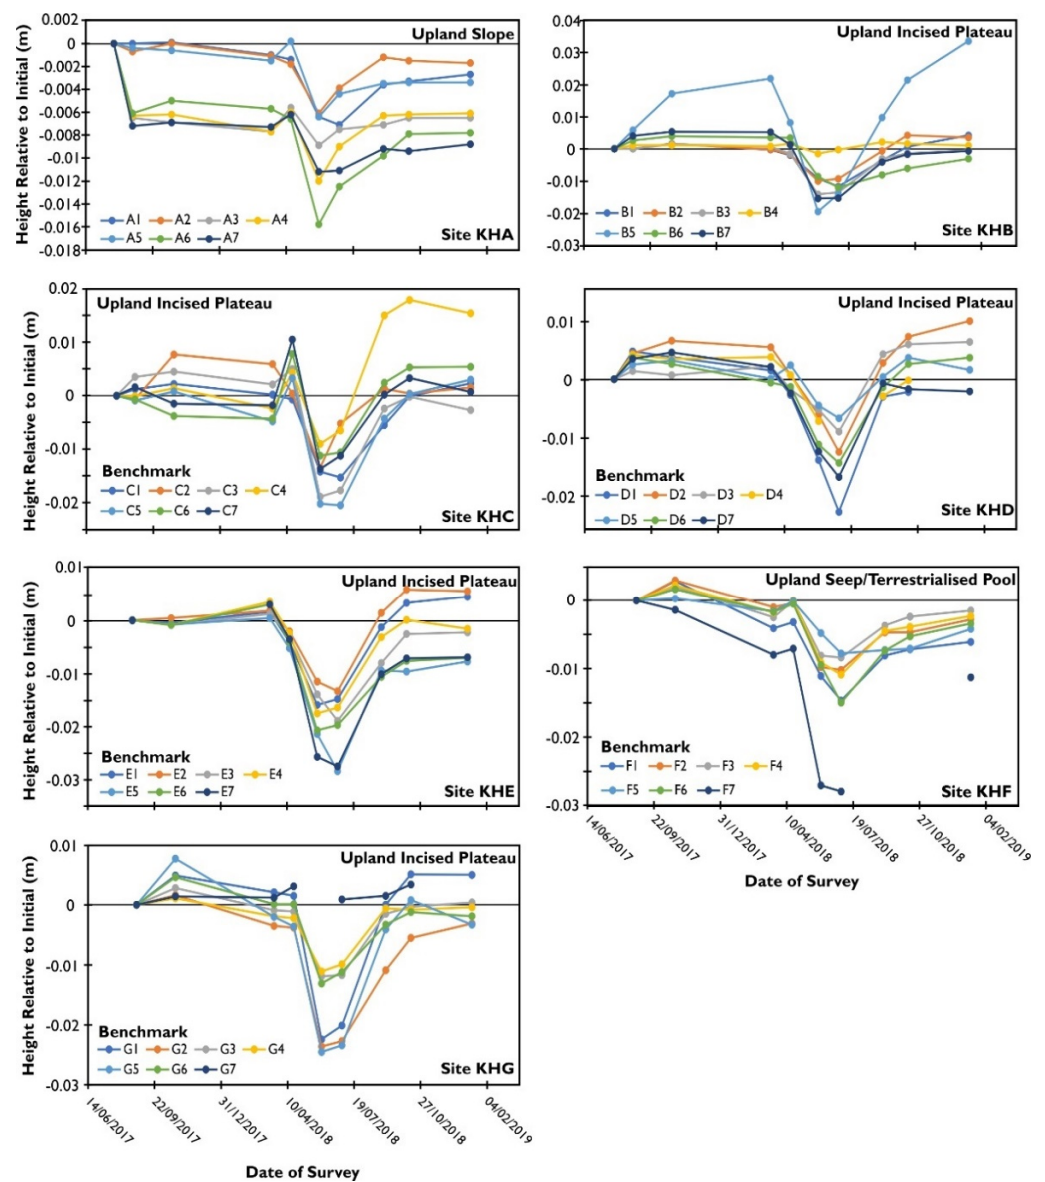 Height Relative to Initial (m)
0.002
0
-0.002
-0.004
-0.006
-0.008
-0.01
-0.012
-0.014
-0.016
-0.018
Upland Slope
A1 A2 A3 A4
A5 A6 A7
Site KHA
0.04
0.03
0.02
0.01
0
-0.01
-0.02
-0.03
Upland Incised Plateau
B1 B2 B3 B4
B5 B6 B7
Site KHB
Height Relative to Initial (m)
0.02
0.01
0
-0.01
-0.02
Upland Incised Plateau
Benchmark
C1 C2 C3 C4
C5 C6 C7
Site KHC
0.01
0
-0.01
-0.02
Upland Incised Plateau
Benchmark
D1 D2 D3 D4
D5 D6 D7
Site KHD
Height Relative to Initial (m)
0.01
0
-0.01
-0.02
-0.03
Upland Incised Plateau
Benchmark
E1 E2 E3 E4
E5 E6 E7
Site KHE
0
-0.01
-0.02
-0.03
Upland Seep/Terrestrialised Pool
Benchmark
F1 F2 F3 F4
F5 F6 F7
Site KHF
14/06/2017
22/09/2017
31/12/2017
10/04/2018
19/07/2018
27/10/2018
04/02/2019
Date of Survey
Height Relative to Initial (m)
0.01
0
-0.01
-0.02
-0.03
Upland Incised Plateau
Benchmark
G1 G2 G3 G4
G5 G6 G7
Site KHG
14/06/2017
22/09/2017
31/12/2017
10/04/2018
19/07/2018
27/10/2018
04/02/2019
Date of Survey